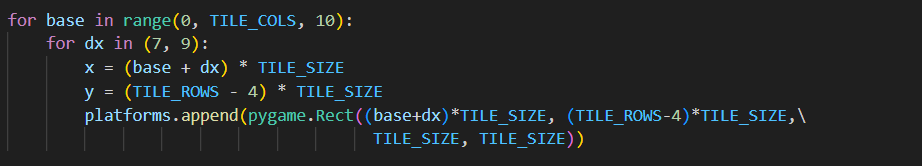 for base in range(0, TILE_COLS, 10):
    for dx in (7, 9):
        x = (base + dx) * TILE_SIZE
        y = (TILE_ROWS - 4) * TILE_SIZE
        platforms.append(pygame.Rect((base+dx)*TILE_SIZE, (TILE_ROWS-4)*TILE_SIZE,\
                                     TILE_SIZE, TILE_SIZE))